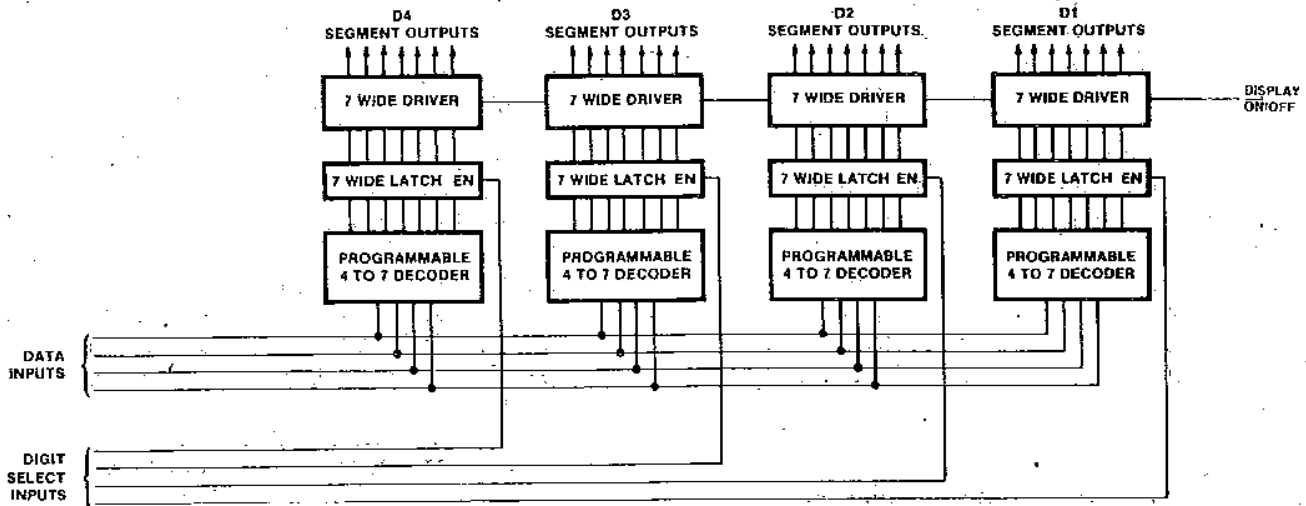 D4
SEGMENT OUTPUTS
D3
SEGMENT OUTPUTS
D2
SEGMENT OUTPUTS
D1
SEGMENT OUTPUTS
7 WIDE DRIVER
7 WIDE DRIVER
7 WIDE DRIVER
7 WIDE DRIVER
DISPLAY
ON/OFF
7 WIDE LATCH EN
7 WIDE LATCH EN
7 WIDE LATCH EN
7 WIDE LATCH EN
PROGRAMMABLE
4 TO 7 DECODER
PROGRAMMABLE
4 TO 7 DECODER
PROGRAMMABLE
4 TO 7 DECODER
PROGRAMMABLE
4 TO 7 DECODER
DATA
INPUTS
DIGIT
SELECT
INPUTS